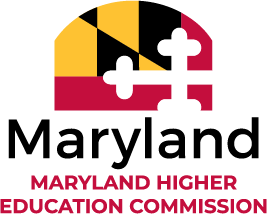 Maryland
MARYLAND HIGHER
EDUCATION COMMISSION